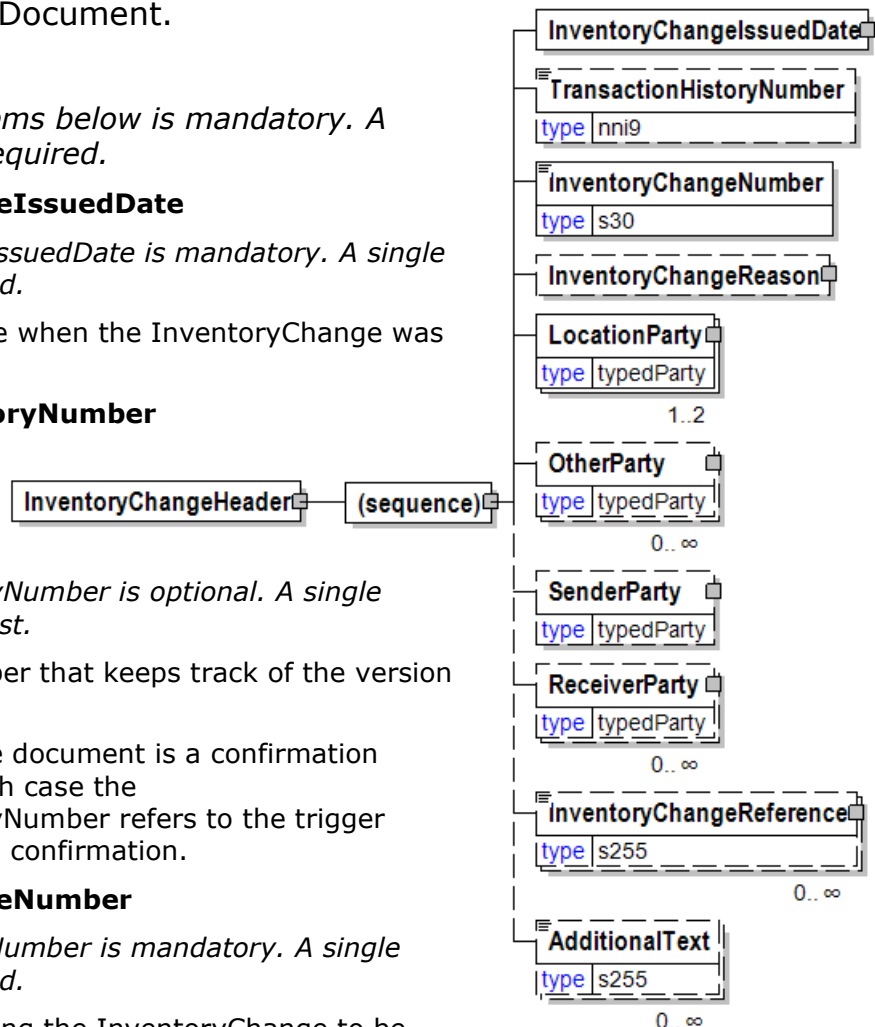 Document.
ms below is mandatory. A
equired.
eIssuedDate
ssuedDate is mandatory. A single
d.
e when the InventoryChange was
oryNumber
yNumber is optional. A single
st.
ber that keeps track of the version
e document is a confirmation
h case the
yNumber refers to the trigger
confirmation.
eNumber
Number is mandatory. A single
d.
ng the InventoryChange to be
InventoryChangeHeader
(sequence)
InventoryChangeIssuedDate
TransactionHistoryNumber
type nni9
InventoryChangeNumber
type s30
InventoryChangeReason
LocationParty
type typedParty
1..2
OtherParty
type typedParty
0.. ∞
SenderParty
type typedParty
ReceiverParty
type typedParty
0.. ∞
InventoryChangeReference
type s255
0.. ∞
AdditionalText
type s255
0.. ∞